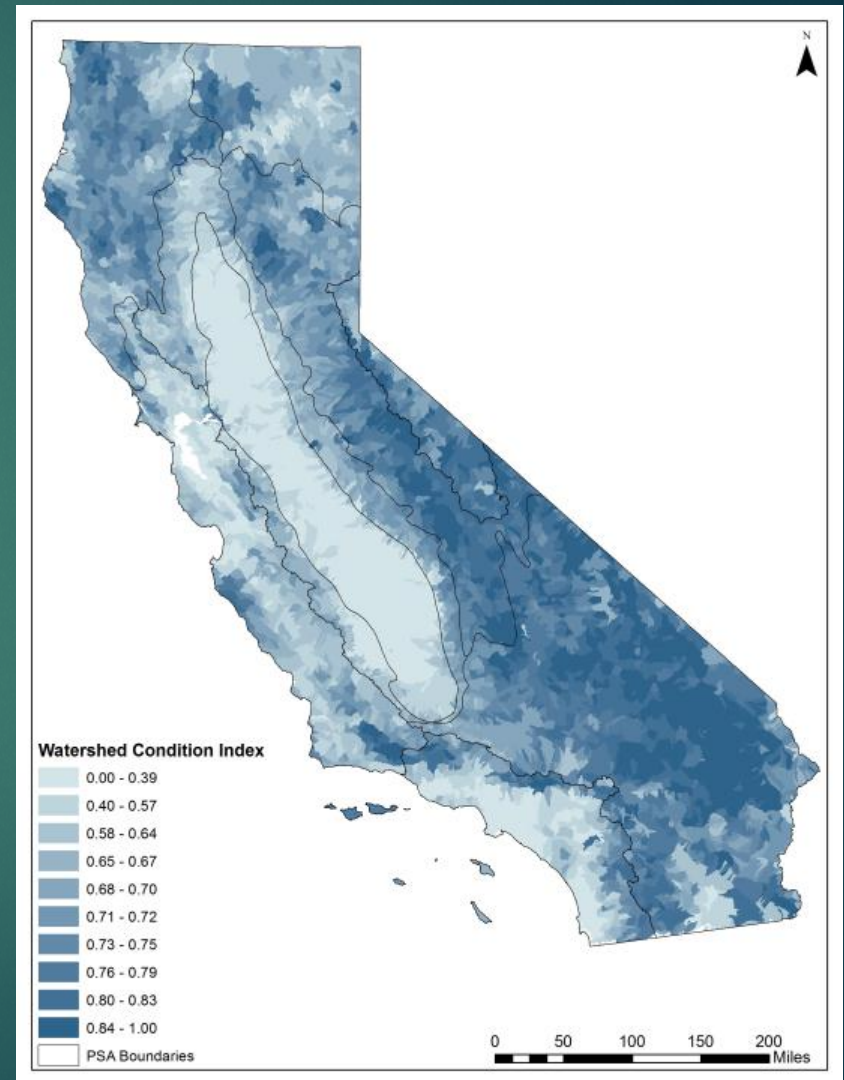 N
Watershed Condition Index
0.00 - 0.39
0.40 - 0.57
0.58 - 0.64
0.65 - 0.67
0.68 - 0.70
0.71 - 0.72
0.73 - 0.75
0.76 - 0.79
0.80 - 0.83
0.84 - 1.00
PSA Boundaries
0 50 100 150 200
Miles